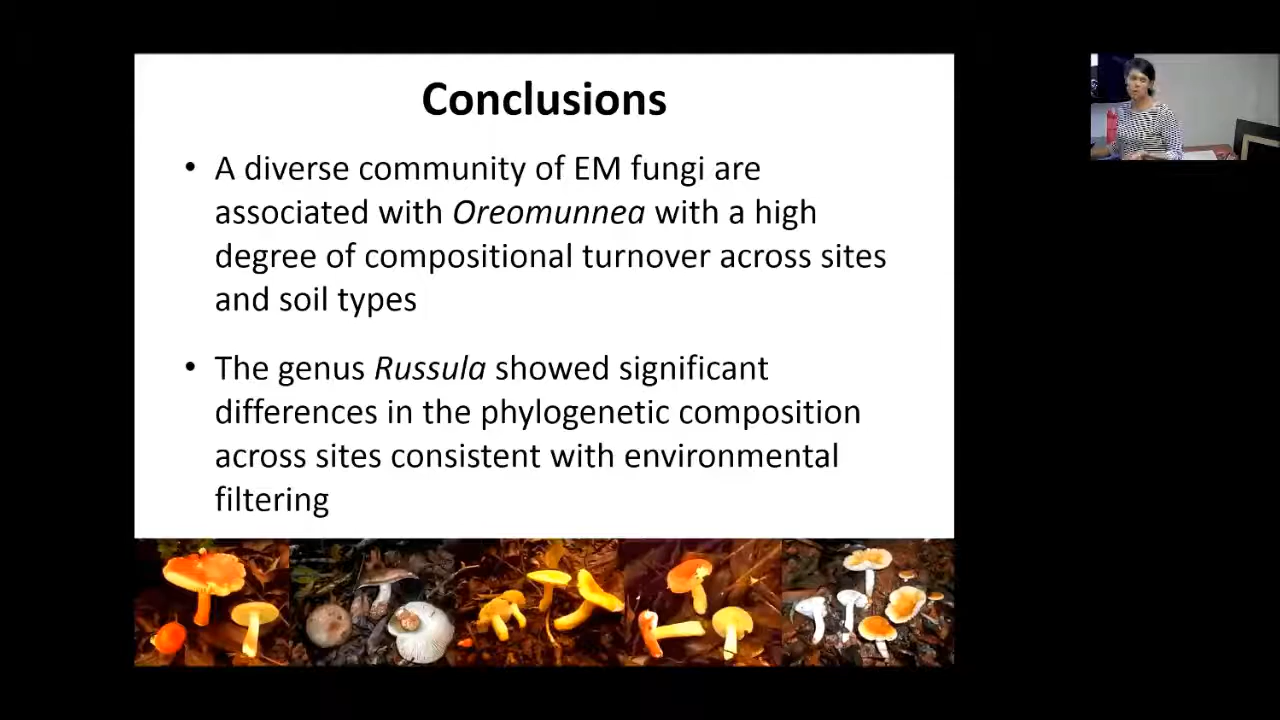 Conclusions
• A diverse community of EM fungi are
associated with Oreomunnea with a high
degree of compositional turnover across sites
and soil types
• The genus Russula showed significant
differences in the phylogenetic composition
across sites consistent with environmental
filtering